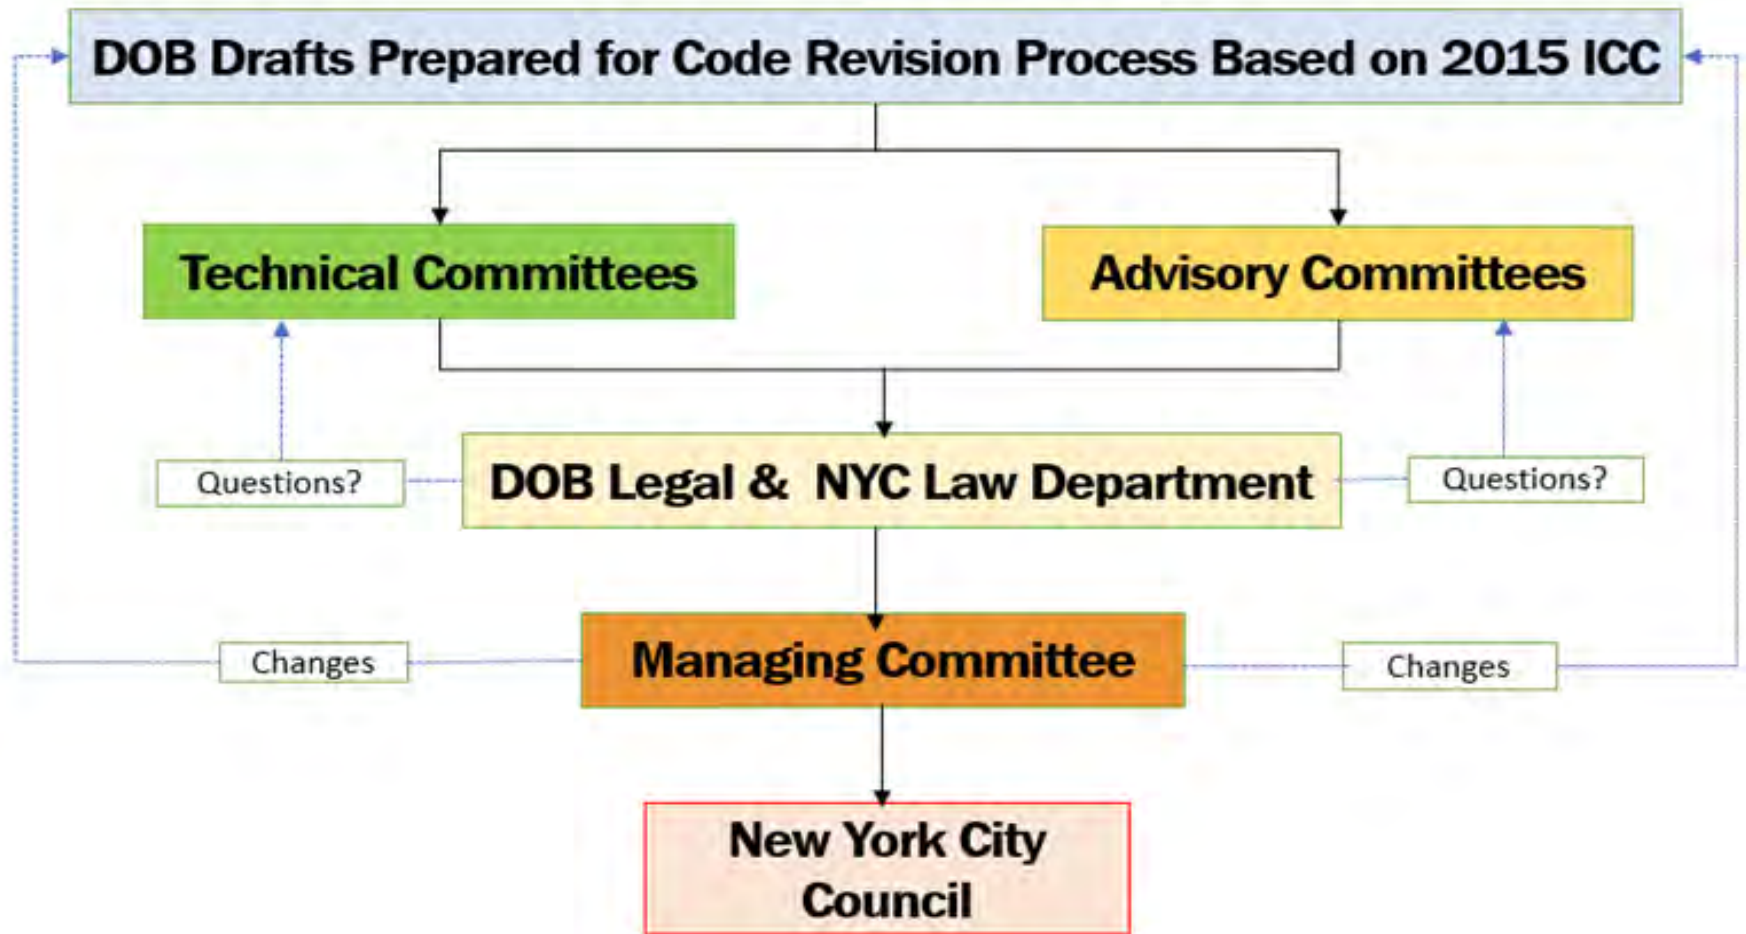 DOB Drafts Prepared for Code Revision Process Based on 2015 ICC
Technical Committees
Advisory Committees
Questions?
DOB Legal & NYC Law Department
Questions?
Changes
Managing Committee
Changes
New York City
Council